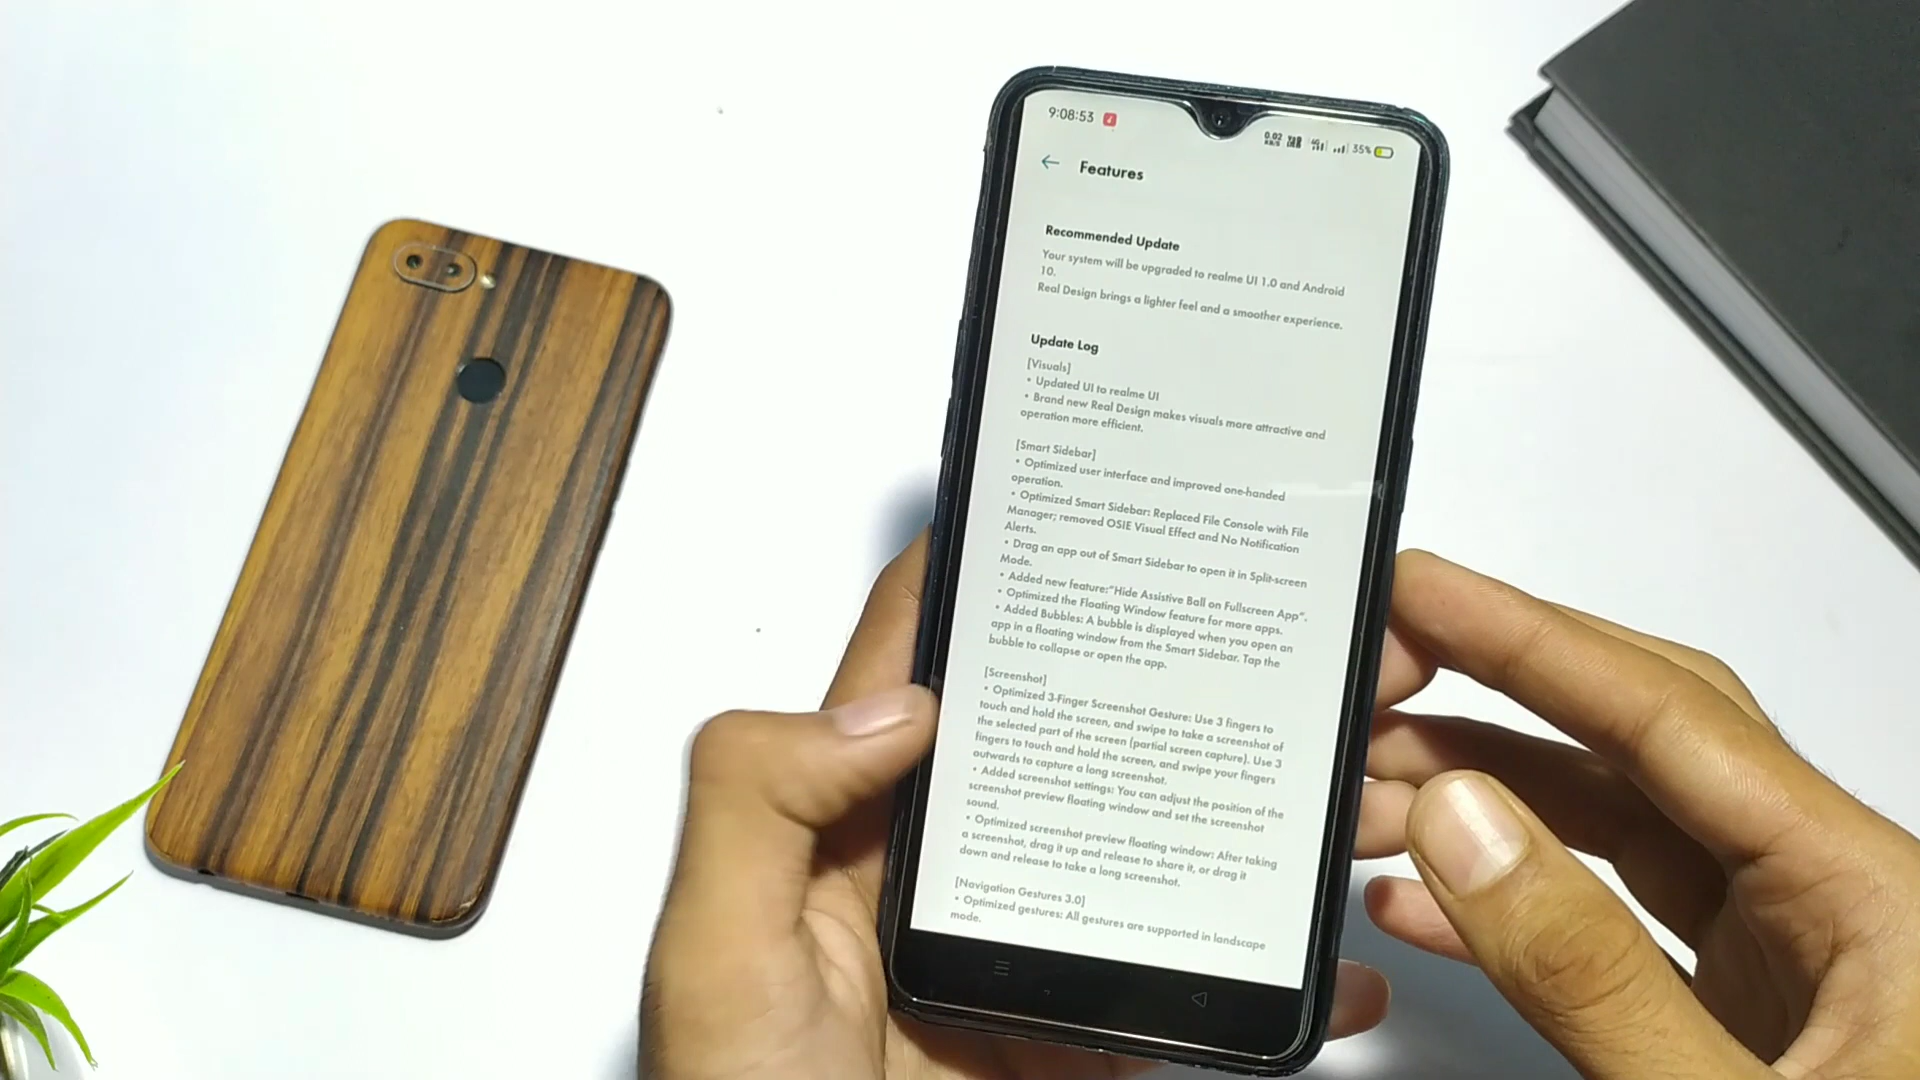 9:08:53
0.02 KB/S 4G 35%
Features
Recommended Update
Your system will be upgraded to realme UI 1.0 and Android
10.
Real Design brings a lighter feel and a smoother experience.
Update Log
[Visuals]
• Updated UI to realme UI
• Brand new Real Design makes visuals more attractive and
operation more efficient.
[Smart Sidebar]
• Optimized user interface and improved one-handed
operation.
• Optimized Smart Sidebar: Replaced File Console with File
Manager; removed OSIE Visual Effect and No Notification
Alerts.
• Drag an app out of Smart Sidebar to open it in Split-screen
Mode.
• Added new feature:"Hide Assistive Ball on Fullscreen App".
• Optimized the Floating Window feature for more apps.
• Added Bubbles: A bubble is displayed when you open an
app in a floating window from the Smart Sidebar. Tap the
bubble to collapse or open the app.
[Screenshot]
• Optimized 3-Finger Screenshot Gesture: Use 3 fingers to
touch and hold the screen, and swipe to take a screenshot of
the selected part of the screen (partial screen capture). Use 3
fingers to touch and hold the screen, and swipe your fingers
outwards to capture a long screenshot.
• Added screenshot settings: You can adjust the position of the
screenshot preview floating window and set the screenshot
sound.
• Optimized screenshot preview floating window: After taking
a screenshot, drag it up and release to share it, or drag it
down and release to take a long screenshot.
[Navigation Gestures 3.0]
• Optimized gestures: All gestures are supported in landscape
mode.